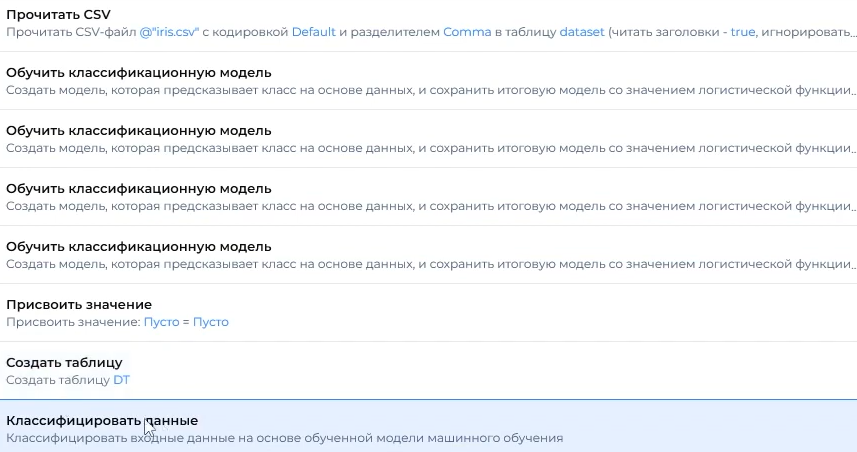 Прочитать CSV
Прочитать CSV-файл @"iris.csv" с кодировкой Default и разделителем Comma в таблицу dataset (читать заголовки - true, игнорировать...
Обучить классификационную модель
Создать модель, которая предсказывает класс на основе данных, и сохранить итоговую модель со значением логистической функции...
Обучить классификационную модель
Создать модель, которая предсказывает класс на основе данных, и сохранить итоговую модель со значением логистической функции...
Обучить классификационную модель
Создать модель, которая предсказывает класс на основе данных, и сохранить итоговую модель со значением логистической функции...
Обучить классификационную модель
Создать модель, которая предсказывает класс на основе данных, и сохранить итоговую модель со значением логистической функции...
Присвоить значение
Присвоить значение: Пусто = Пусто
Создать таблицу
Создать таблицу DT
Классифицировать данные
Классифицировать входные данные на основе обученной модели машинного обучения